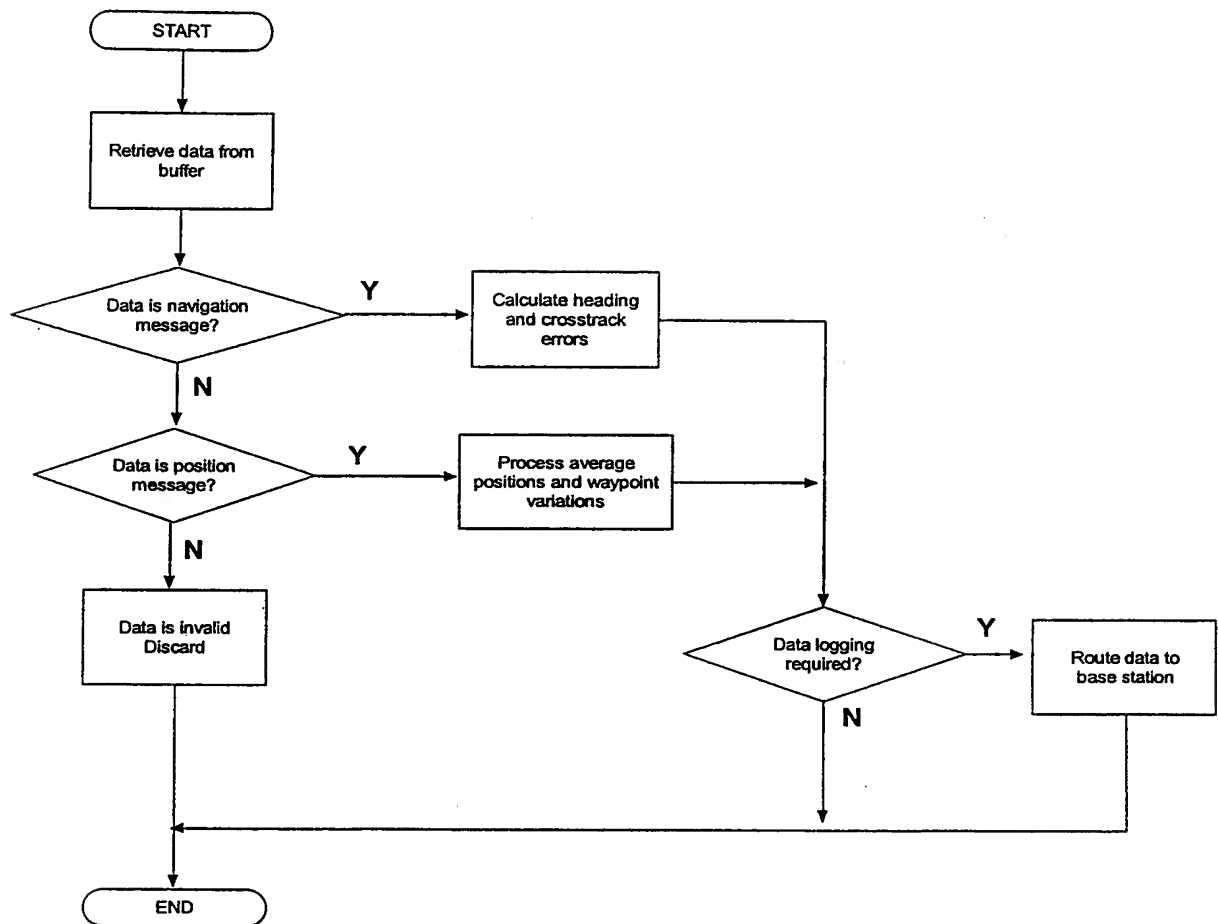 START
Retrieve data from
buffer
Data is navigation
message?
Y
Calculate heading
and crosstrack
errors
N
Data is position
message?
Y
Process average
positions and waypoint
variations
N
Data is invalid
Discard
Data logging
required?
Y
Route data to
base station
N
END